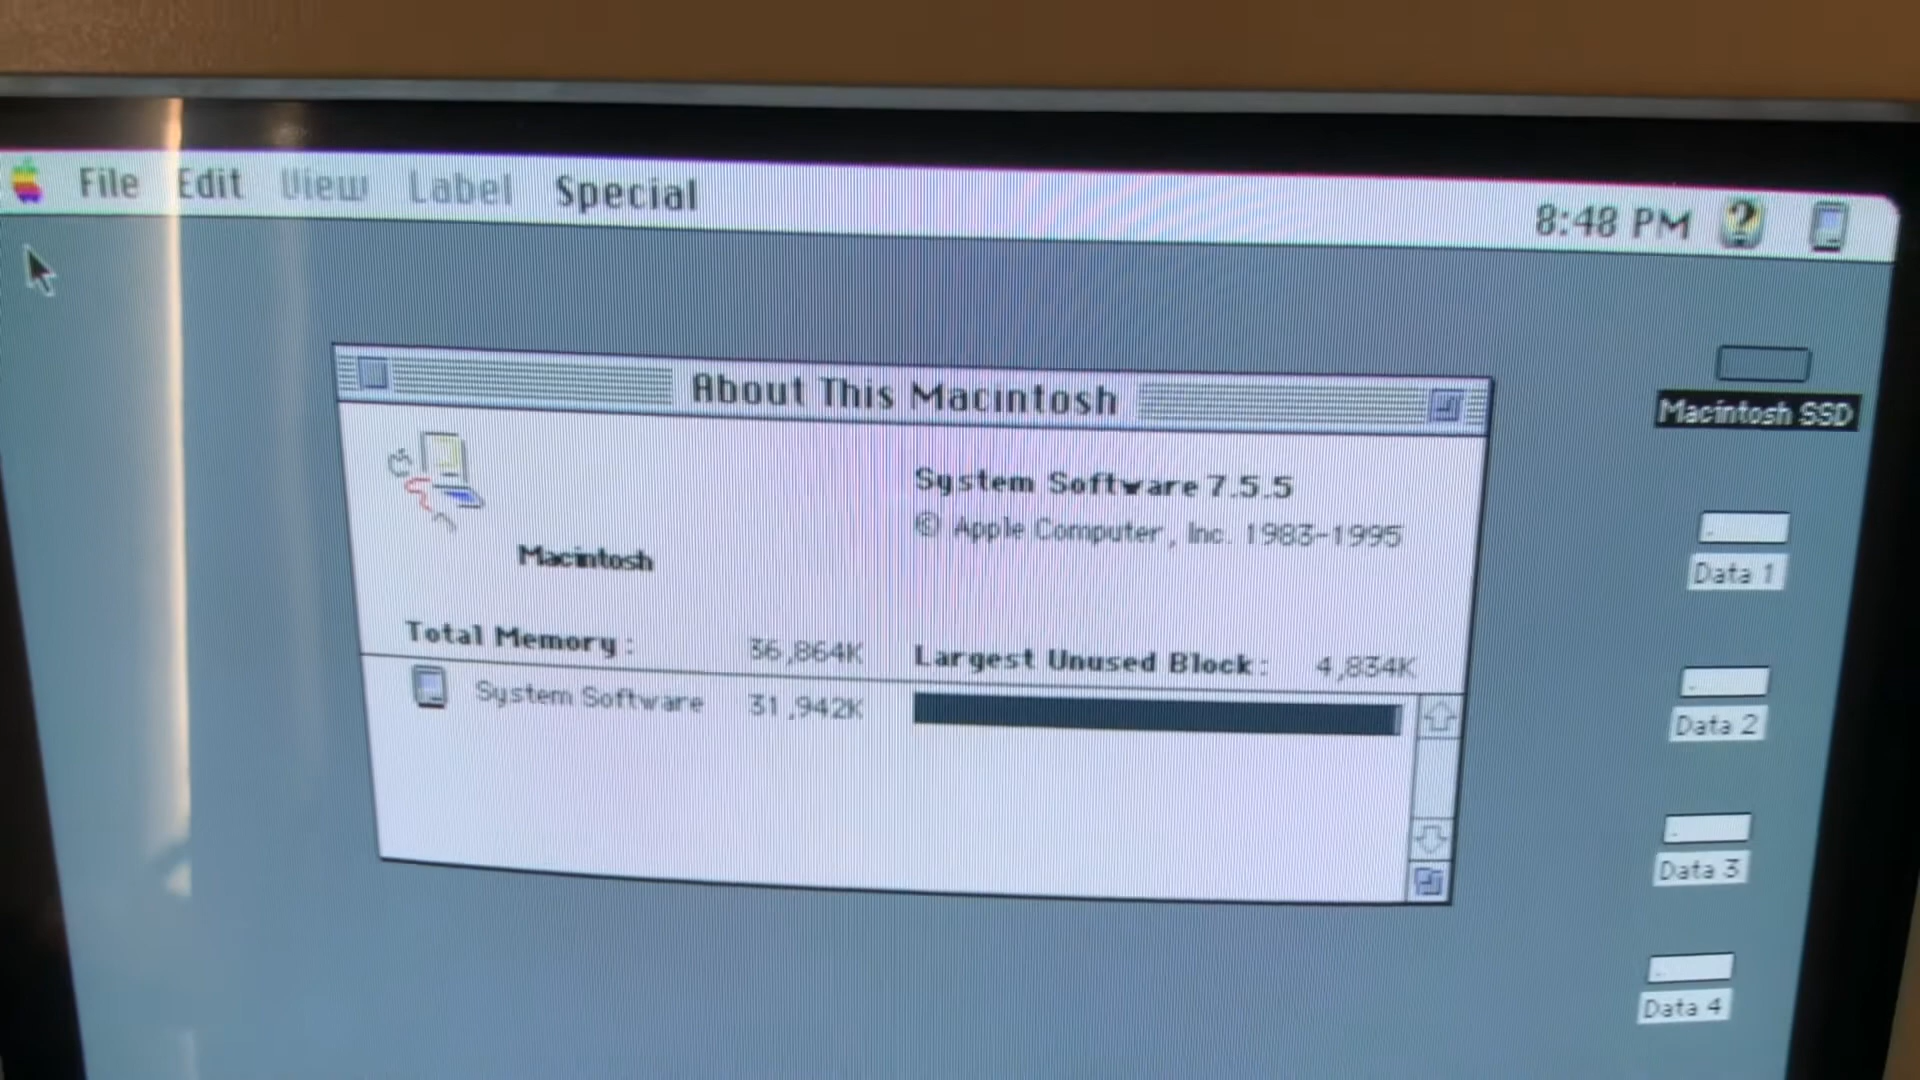 File Edit View Label Special 8:48 PM
About This Macintosh
Macintosh SSD
System Software 7.5.5
© Apple Computer, Inc. 1983-1995
Macintosh
Data 1
Total Memory: 36,864K Largest Unused Block: 4,834K
System Software 31,942K
Data 2
Data 3
Data 4